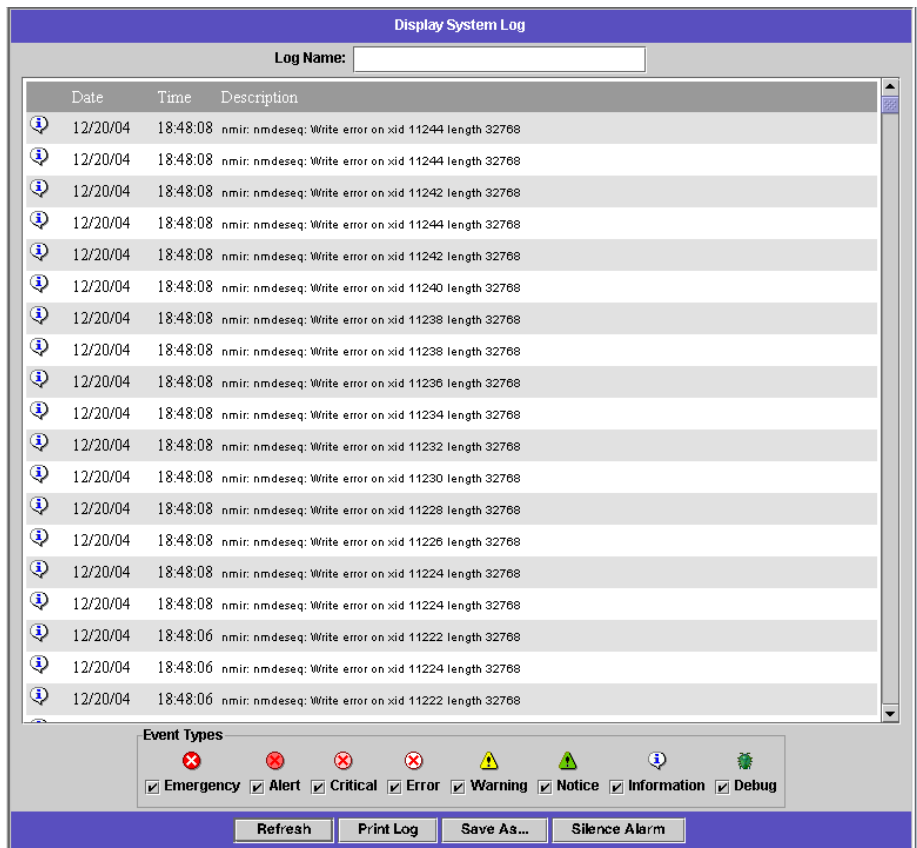 Display System Log
Log Name:
Date Time Description
12/20/04 18:48:08 nmir: nmdeseq: Write error on xid 11244 length 32768
12/20/04 18:48:08 nmir: nmdeseq: Write error on xid 11244 length 32768
12/20/04 18:48:08 nmir: nmdeseq: Write error on xid 11242 length 32768
12/20/04 18:48:08 nmir: nmdeseq: Write error on xid 11244 length 32768
12/20/04 18:48:08 nmir: nmdeseq: Write error on xid 11242 length 32768
12/20/04 18:48:08 nmir: nmdeseq: Write error on xid 11240 length 32768
12/20/04 18:48:08 nmir: nmdeseq: Write error on xid 11238 length 32768
12/20/04 18:48:08 nmir: nmdeseq: Write error on xid 11238 length 32768
12/20/04 18:48:08 nmir: nmdeseq: Write error on xid 11236 length 32768
12/20/04 18:48:08 nmir: nmdeseq: Write error on xid 11234 length 32768
12/20/04 18:48:08 nmir: nmdeseq: Write error on xid 11232 length 32768
12/20/04 18:48:08 nmir: nmdeseq: Write error on xid 11230 length 32768
12/20/04 18:48:08 nmir: nmdeseq: Write error on xid 11228 length 32768
12/20/04 18:48:08 nmir: nmdeseq: Write error on xid 11226 length 32768
12/20/04 18:48:08 nmir: nmdeseq: Write error on xid 11224 length 32768
12/20/04 18:48:08 nmir: nmdeseq: Write error on xid 11224 length 32768
12/20/04 18:48:06 nmir: nmdeseq: Write error on xid 11222 length 32768
12/20/04 18:48:06 nmir: nmdeseq: Write error on xid 11224 length 32768
12/20/04 18:48:06 nmir: nmdeseq: Write error on xid 11222 length 32768
Event Types
Emergency Alert Critical Error Warning Notice Information Debug
Refresh Print Log Save As... Silence Alarm